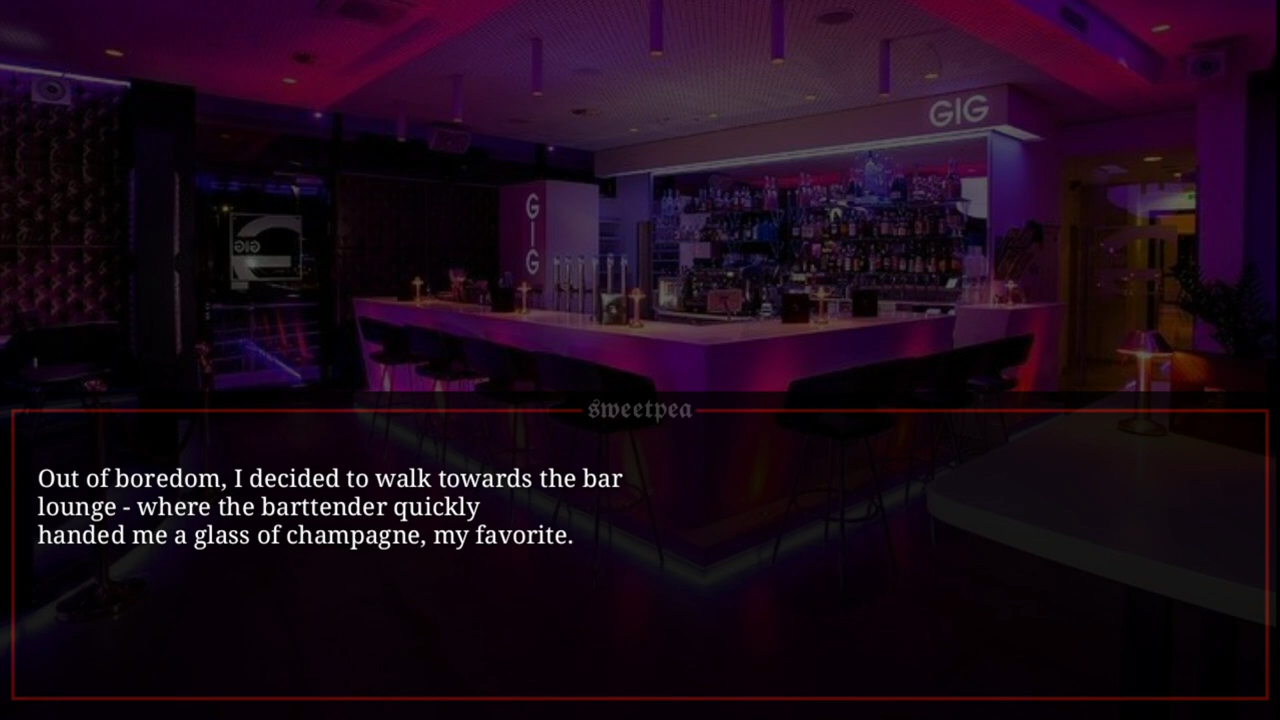 GIG
G
I
G
GIG
sweetpea
Out of boredom, I decided to walk towards the bar
lounge - where the barttender quickly
handed me a glass of champagne, my favorite.